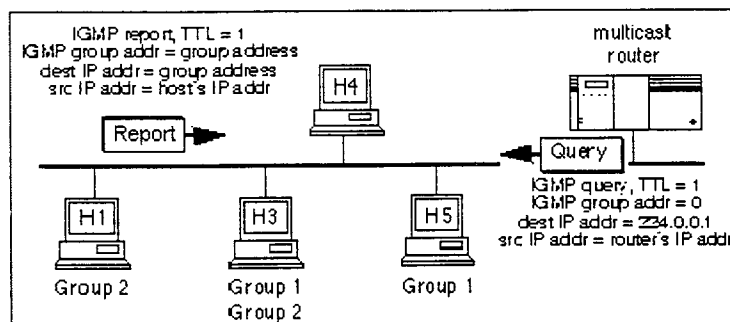 IGMP report, TTL = 1
IGMP group addr = group address
dest IP addr = group address
src IP addr = host's IP addr
multicast
router
H4
Report
Query
IGMP query, TTL = 1
IGMP group addr = 0
dest IP addr = 224.0.0.1
src IP addr = router's IP addr
H1
H3
H5
Group 2
Group 1
Group 2
Group 1